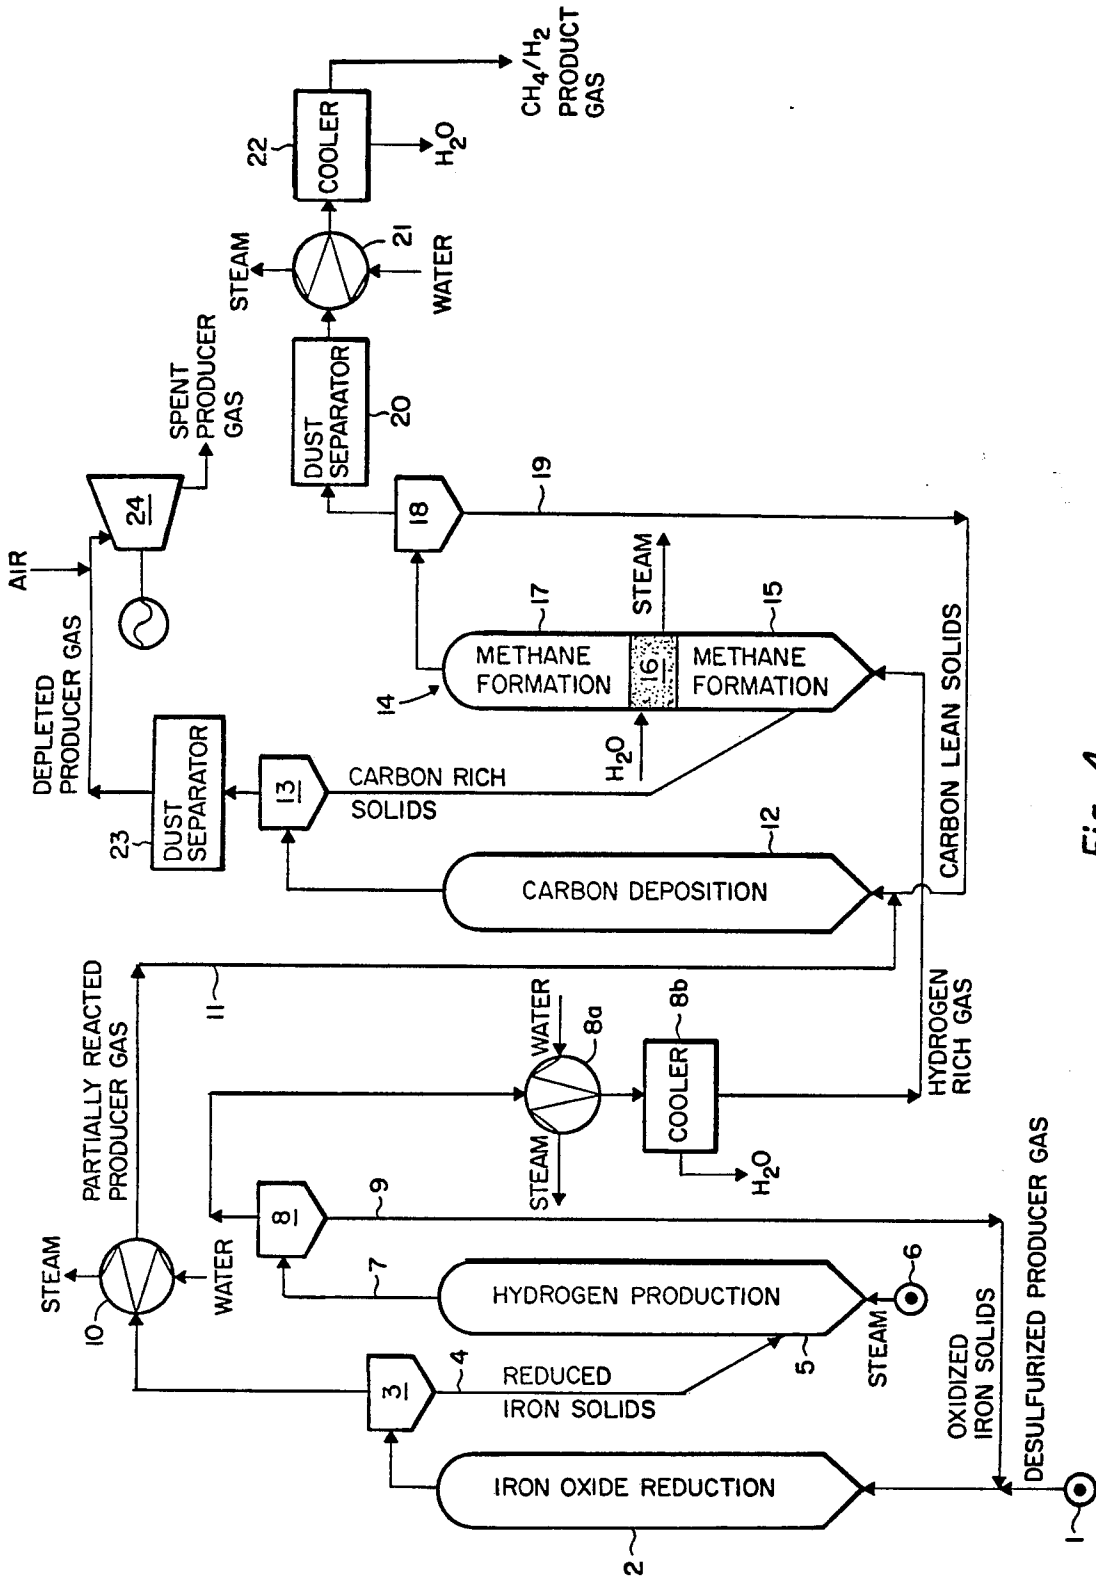 AIR
DEPLETED
PRODUCER GAS
24
SPENT
PRODUCER
GAS
23
DUST
SEPARATOR
13
CARBON RICH
SOLIDS
STEAM
10
WATER
PARTIALLY REACTED
PRODUCER GAS
11
8
9
7
3
4
REDUCED
IRON SOLIDS
IRON OXIDE REDUCTION
2
HYDROGEN PRODUCTION
5
STEAM
6
OXIDIZED
IRON SOLIDS
DESULFURIZED PRODUCER GAS
1
STEAM
WATER
8a
COOLER
8b
H2O
HYDROGEN
RICH GAS
CARBON DEPOSITION
12
14
METHANE
FORMATION
17
H2O
16
STEAM
METHANE
FORMATION
15
CARBON LEAN SOLIDS
18
19
DUST
SEPARATOR
20
STEAM
21
WATER
22
COOLER
H2O
CH4/H2
PRODUCT
GAS